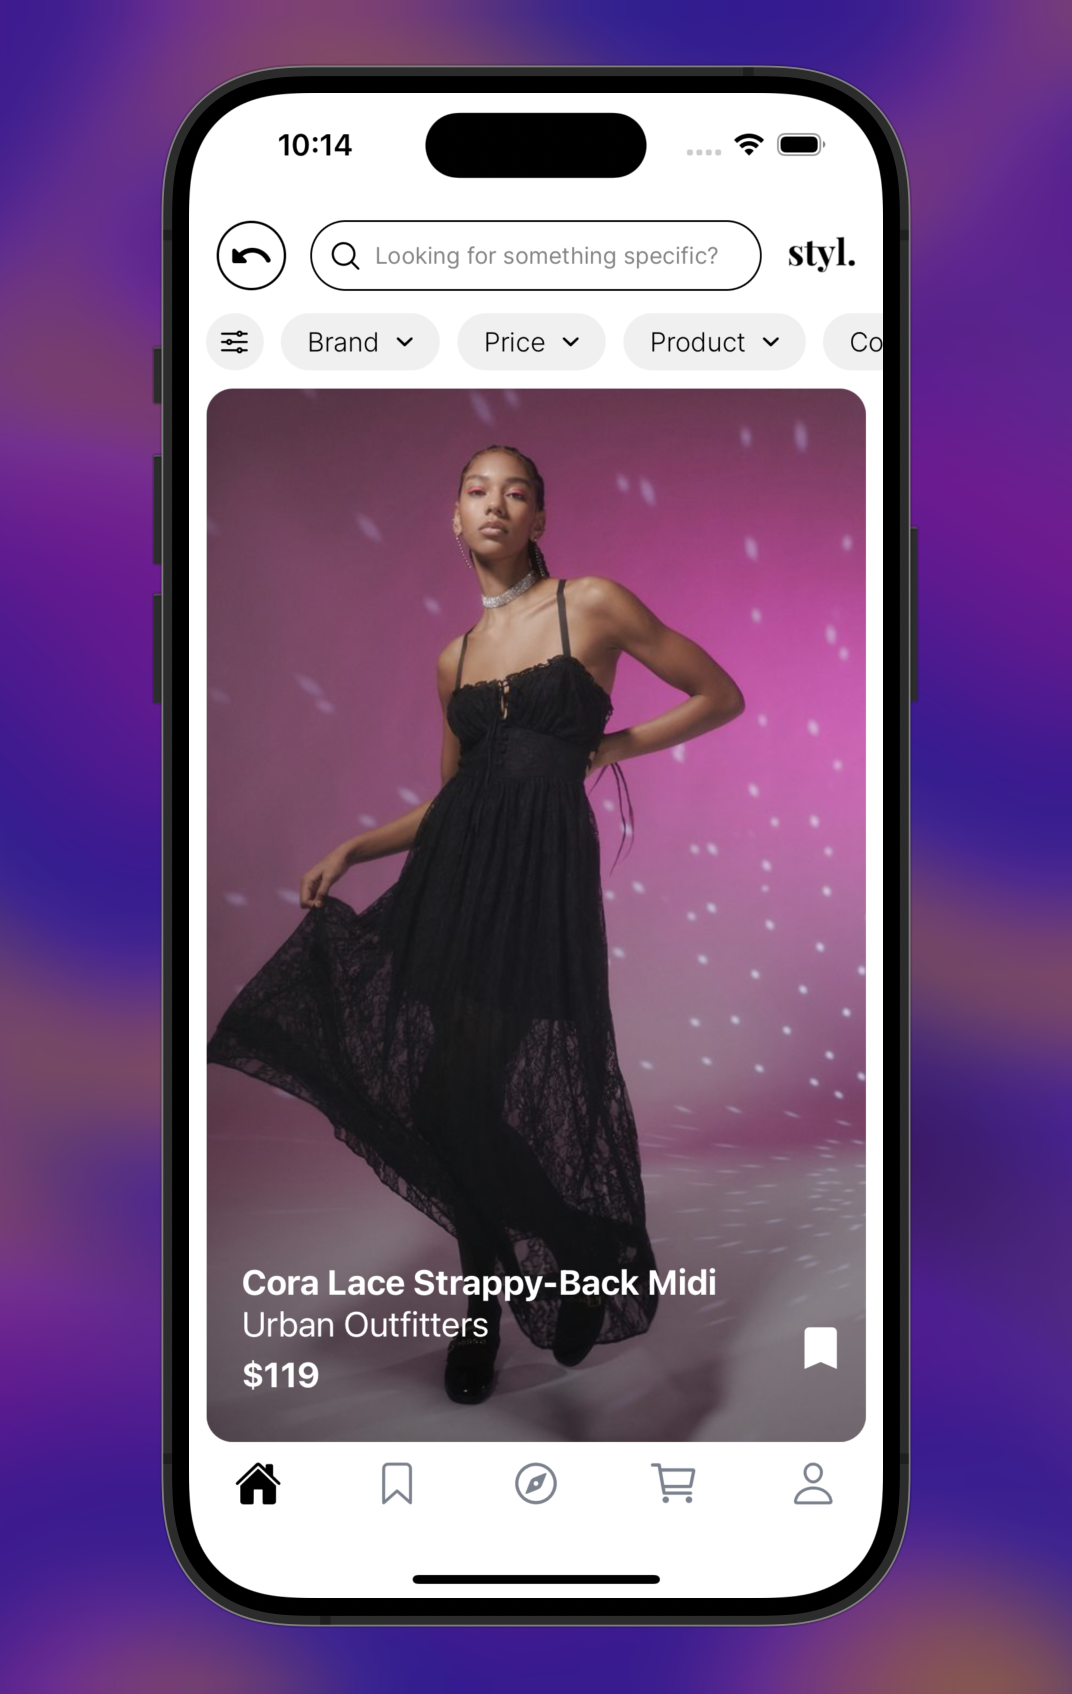 10:14
Looking for something specific?
styl.
Brand
Price
Product
Co
Cora Lace Strappy-Back Midi
Urban Outfitters
$119